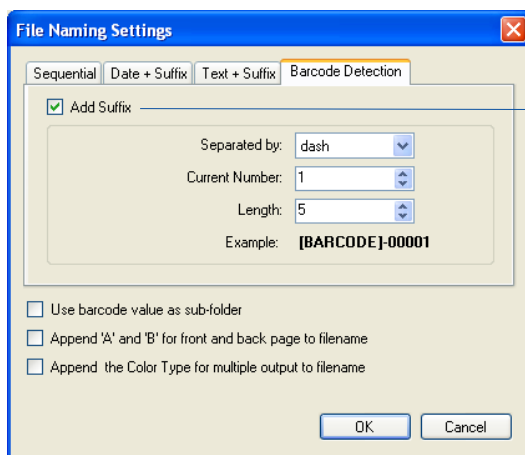 File Naming Settings
Sequential Date + Suffix Text + Suffix Barcode Detection
Add Suffix
Separated by: dash
Current Number: 1
Length: 5
Example: [BARCODE]-00001
Use barcode value as sub-folder
Append 'A' and 'B' for front and back page to filename
Append the Color Type for multiple output to filename
OK Cancel